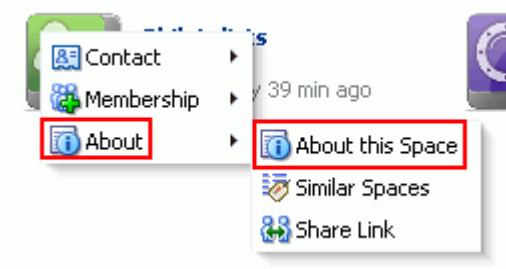 Contact
39 min ago
Membership
About
About this Space
Similar Spaces
Share Link